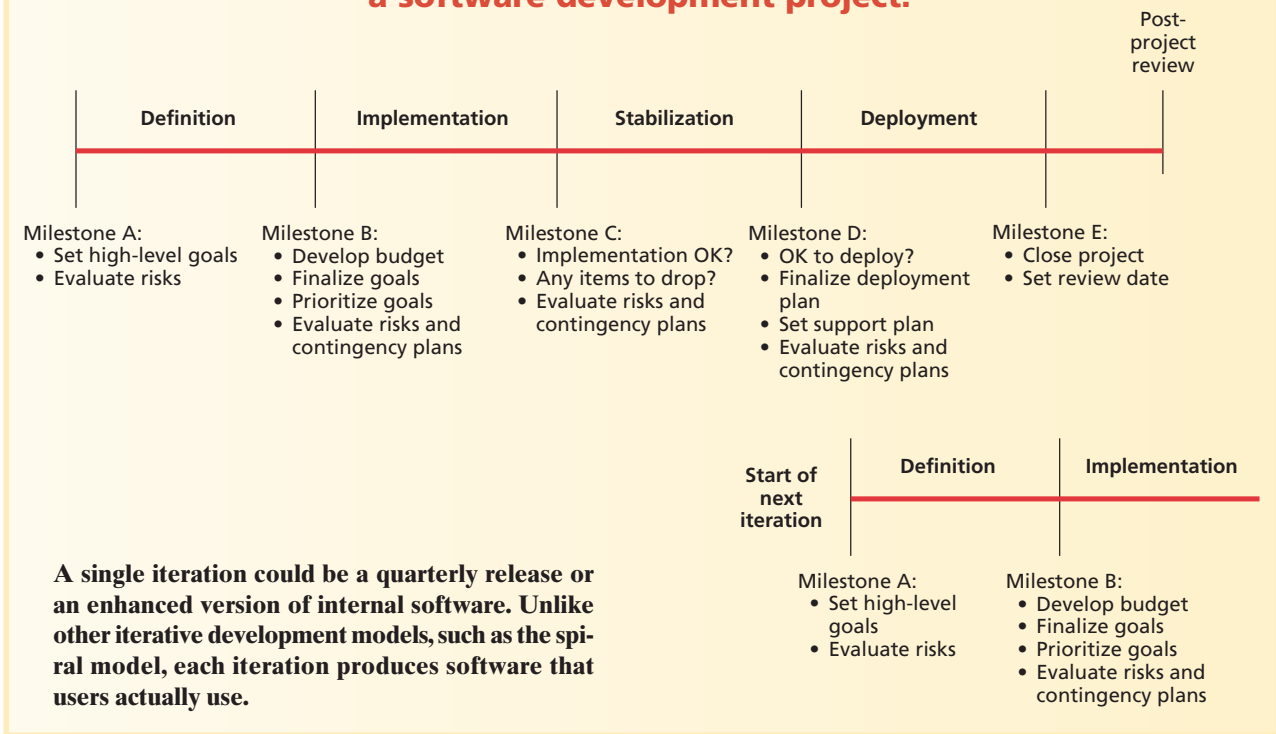 a software development project.
Post-
project
review
Definition
Implementation
Stabilization
Deployment
Milestone A:
• Set high-level goals
• Evaluate risks
Milestone B:
• Develop budget
• Finalize goals
• Prioritize goals
• Evaluate risks and
contingency plans
Milestone C:
• Implementation OK?
• Any items to drop?
• Evaluate risks and
contingency plans
Milestone D:
• OK to deploy?
• Finalize deployment
plan
• Set support plan
• Evaluate risks and
contingency plans
Milestone E:
• Close project
• Set review date
Start of
next
iteration
Definition
Implementation
Milestone A:
• Set high-level
goals
• Evaluate risks
Milestone B:
• Develop budget
• Finalize goals
• Prioritize goals
• Evaluate risks and
contingency plans
A single iteration could be a quarterly release or
an enhanced version of internal software. Unlike
other iterative development models, such as the spi-
ral model, each iteration produces software that
users actually use.